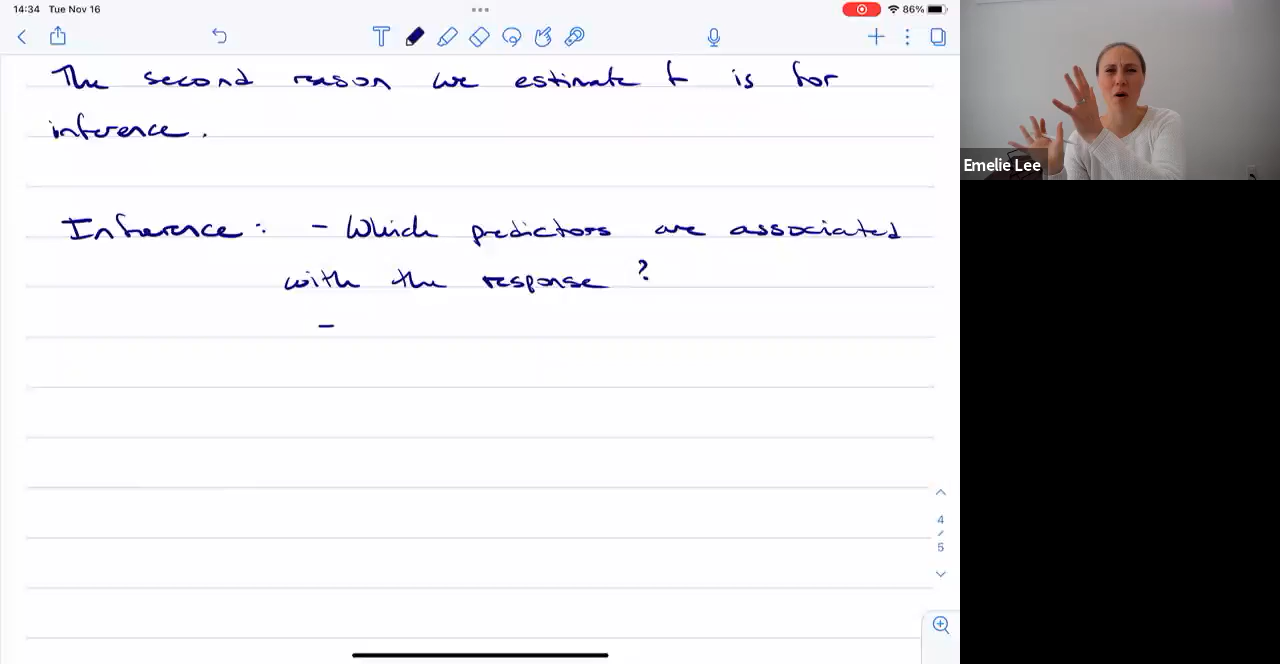 14:34 Tue Nov 16
86%
The second reason we estimate f is for
inference.
Inference: - Which predictors are associated
with the response ?
-
4
/
5
Emelie Lee